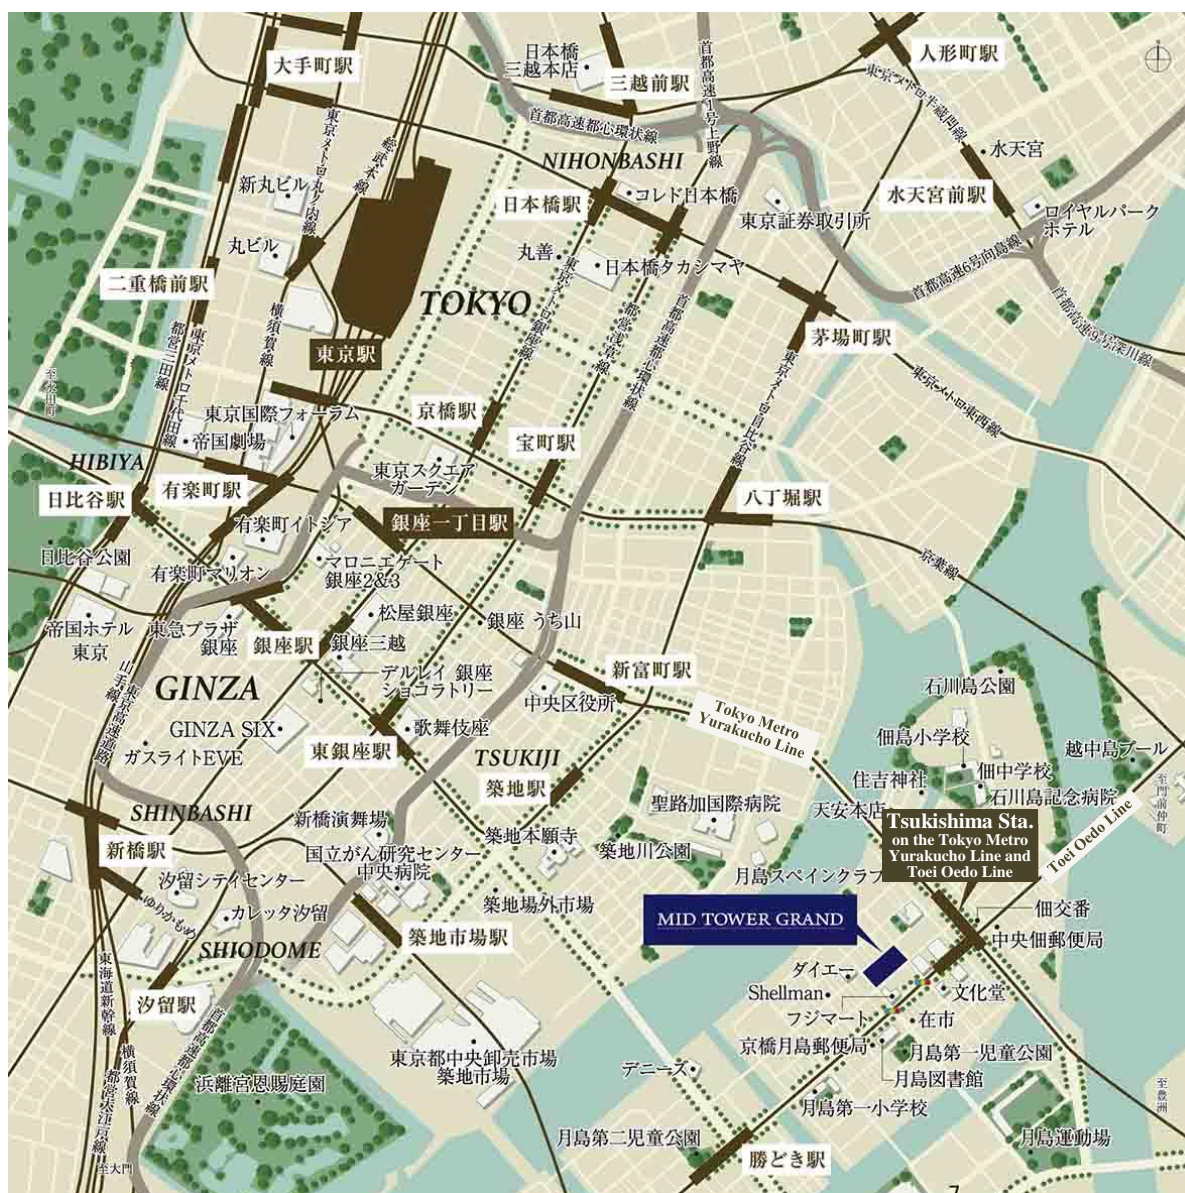 大手町駅
日本橋
三越本店
三越前駅
首都高速1号上野線
人形町駅
東京メトロ半蔵門線
首都高速都心環状線
NIHONBASHI
水天宮
東京メトロ丸ノ内線
総武本線
新丸ビル
コレド日本橋
日本橋駅
東京証券取引所
水天宮前駅
ロイヤルパーク
ホテル
丸ビル
丸善
日本橋タカシマヤ
首都高速6号向島線
二重橋前駅
TOKYO
横須賀線
東京メトロ銀座線
都営浅草線
首都高速都心環状線
首都高速9号深川線
茅場町駅
東京メトロ千代田線
都営三田線
東京駅
東京メトロ日比谷線
東京メトロ東西線
東京国際フォーラム
帝国劇場
京橋駅
宝町駅
HIBIYA
東京スクエア
ガーデン
日比谷駅
有楽町駅
八丁堀駅
有楽町イトシア
銀座一丁目駅
日比谷公園
有楽町マリオン
マロニエゲート
銀座2&3
京葉線
帝国ホテル
東京
東急プラザ
銀座
銀座駅
松屋銀座
銀座三越
銀座 うち山
山手線
東京高速道路
GINZA
デルレイ 銀座
ショコラトリー
新富町駅
中央区役所
Tokyo Metro
Yurakucho Line
石川島公園
GINZA SIX
ガスライトEVE
東銀座駅
歌舞伎座
TSUKIJI
築地駅
佃島小学校
佃中学校
越中島プール
住吉神社
石川島記念病院
至門前仲町
SHINBASHI
新橋演舞場
聖路加国際病院
天安本店
Tsukishima Sta.
on the Tokyo Metro
Yurakucho Line and
Toei Oedo Line
Toei Oedo Line
新橋駅
国立がん研究センター
中央病院
築地本願寺
築地川公園
月島スペインクラブ
汐留シティセンター
ゆりかもめ
カレッタ汐留
築地場外市場
MID TOWER GRAND
佃交番
中央佃郵便局
SHIODOME
築地市場駅
ダイエー
Shellman
文化堂
東海道新幹線
汐留駅
フジマート
在市
首都高速都心環状線
横須賀線
都営大江戸線
東京都中央卸売市場
築地市場
京橋月島郵便局
月島第一児童公園
浜離宮恩賜庭園
デニーズ
月島図書館
月島第一小学校
至豊洲
月島第二児童公園
月島運動場
勝どき駅
至大門